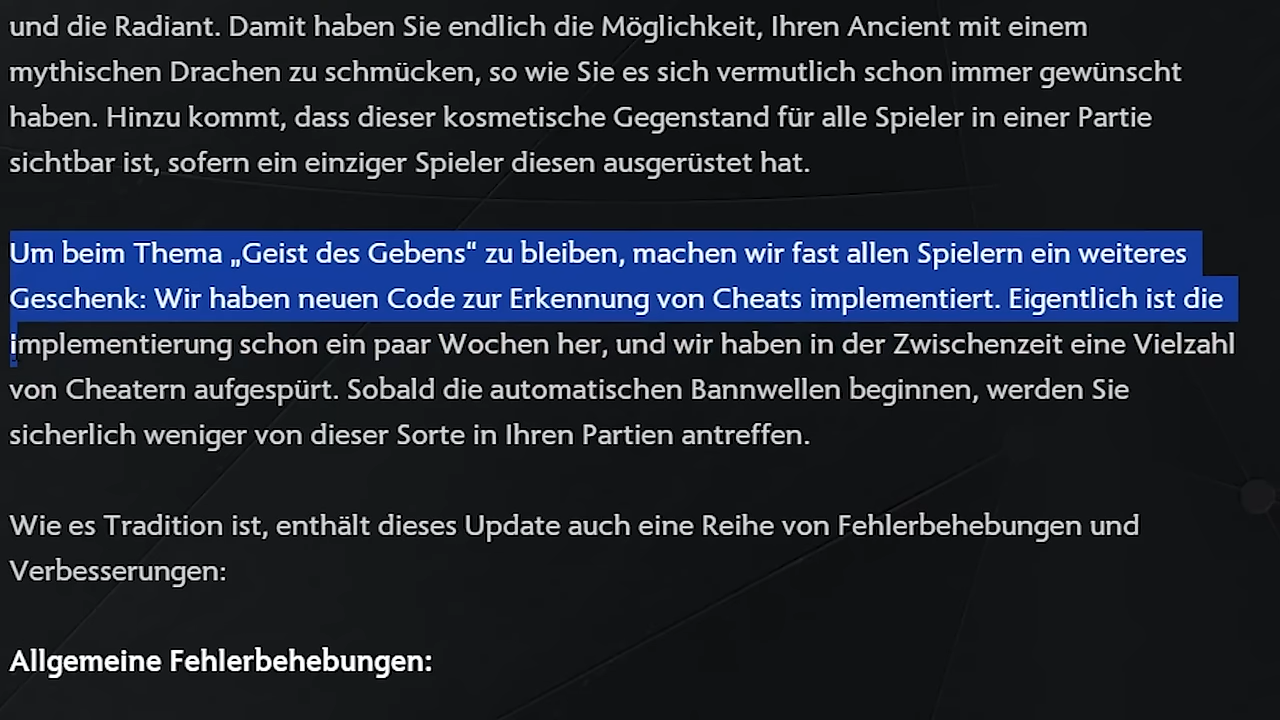 und die Radiant. Damit haben Sie endlich die Möglichkeit, Ihren Ancient mit einem
mythischen Drachen zu schmücken, so wie Sie es sich vermutlich schon immer gewünscht
haben. Hinzu kommt, dass dieser kosmetische Gegenstand für alle Spieler in einer Partie
sichtbar ist, sofern ein einziger Spieler diesen ausgerüstet hat.
Um beim Thema „Geist des Gebens“ zu bleiben, machen wir fast allen Spielern ein weiteres
Geschenk: Wir haben neuen Code zur Erkennung von Cheats implementiert. Eigentlich ist die
implementierung schon ein paar Wochen her, und wir haben in der Zwischenzeit eine Vielzahl
von Cheatern aufgespürt. Sobald die automatischen Bannwellen beginnen, werden Sie
sicherlich weniger von dieser Sorte in Ihren Partien antreffen.
Wie es Tradition ist, enthält dieses Update auch eine Reihe von Fehlerbehebungen und
Verbesserungen:
Allgemeine Fehlerbehebungen: